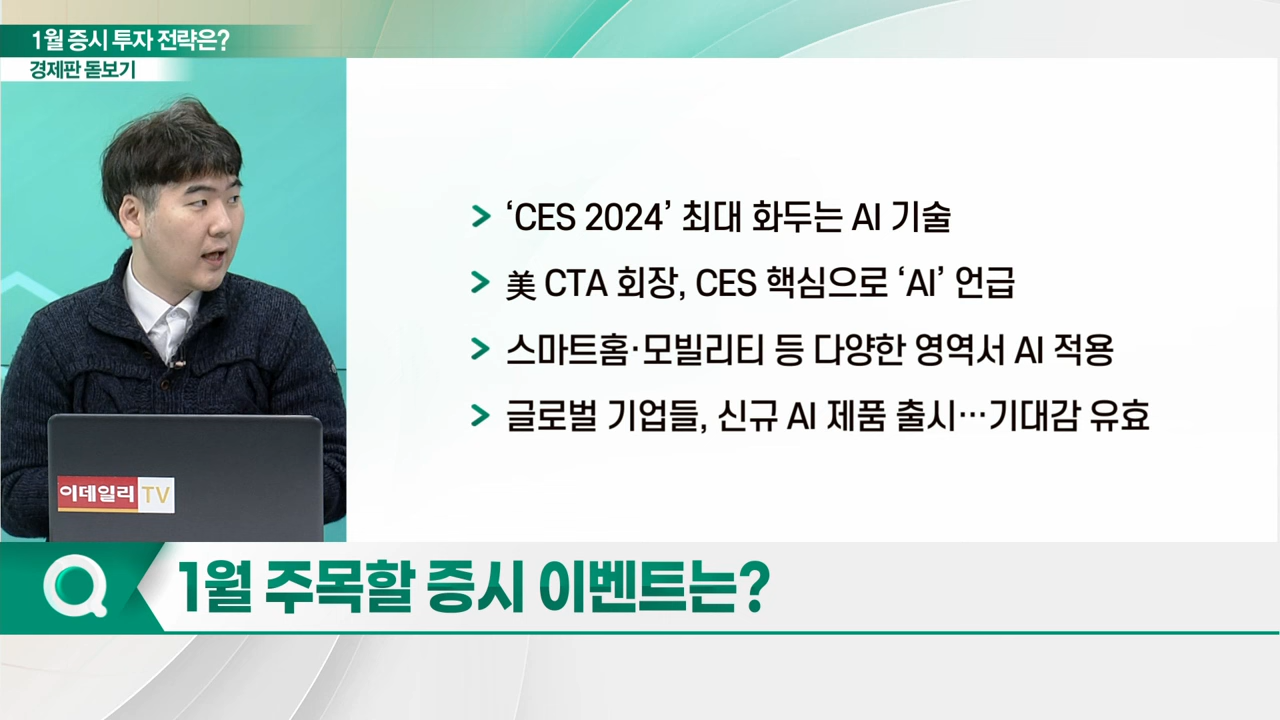 1월 증시 투자 전략은?
경제판 돋보기
‘CES 2024’ 최대 화두는 AI 기술
美 CTA 회장, CES 핵심으로 ‘AI’ 언급
스마트홈·모빌리티 등 다양한 영역서 AI 적용
글로벌 기업들, 신규 AI 제품 출시…기대감 유효
이데일리 TV
1월 주목할 증시 이벤트는?